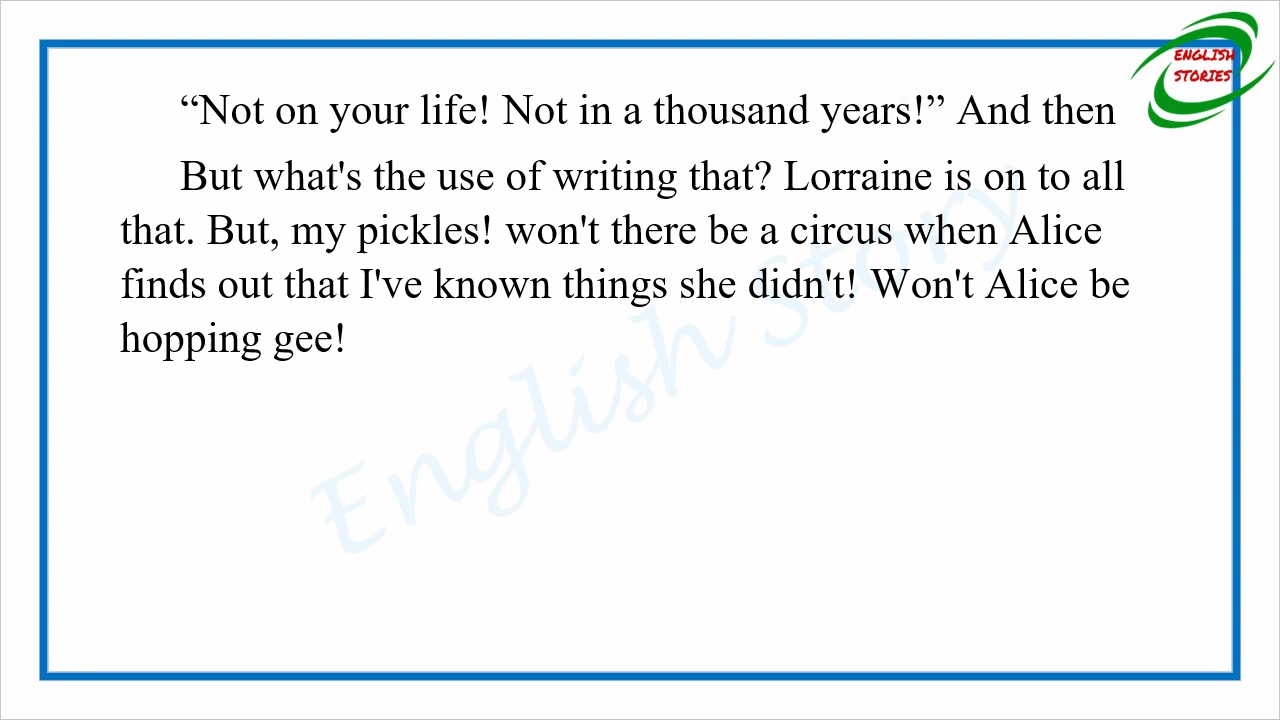 ENGLISH
STORIES
“Not on your life! Not in a thousand years!” And then
But what's the use of writing that? Lorraine is on to all
that. But, my pickles! won't there be a circus when Alice
finds out that I've known things she didn't! Won't Alice be
hopping gee!
English Story